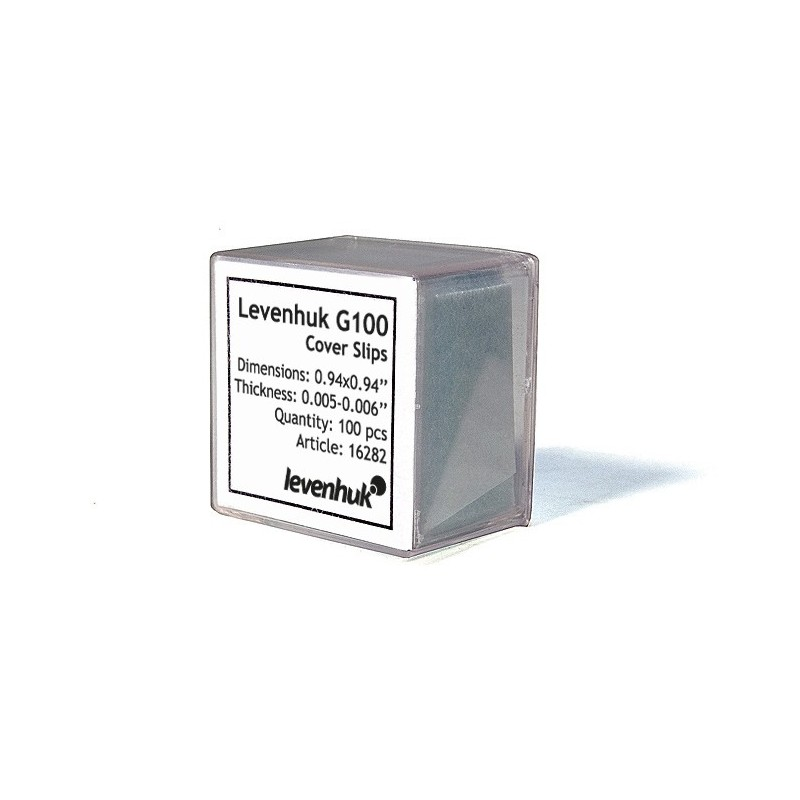 Levenhuk G100
Cover Slips
Dimensions: 0.94x0.94”
Thickness: 0.005-0.006”
Quantity: 100 pcs
Article: 16282
levenhuk